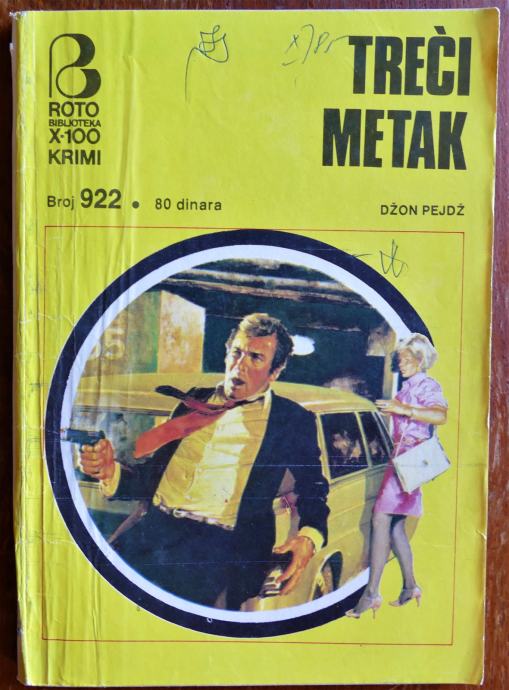 TREĆI
METAK
ROTO
BIBLIOTEKA
X-100
KRIMI
Broj 922 • 80 dinara
DŽON PEJDŽ